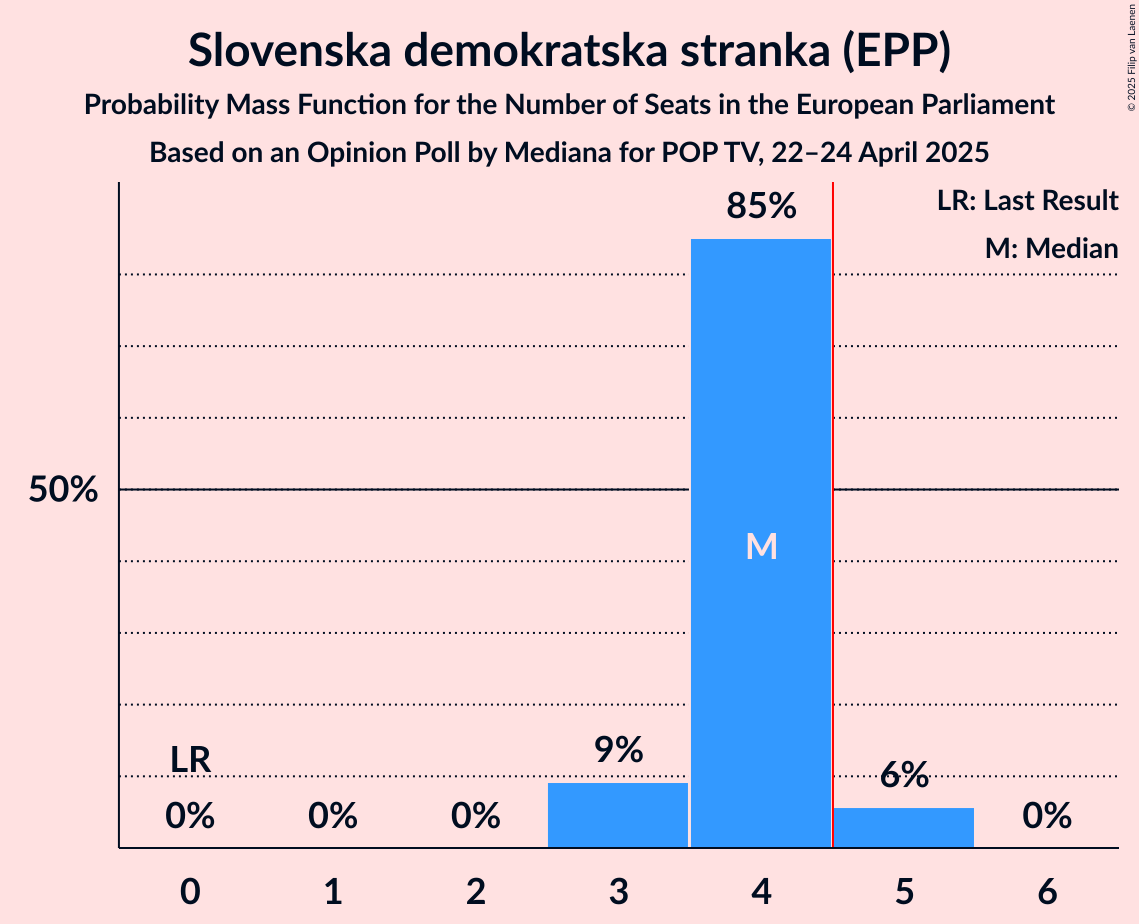 Slovenska demokratska stranka (EPP)
Probability Mass Function for the Number of Seats in the European Parliament
Based on an Opinion Poll by Mediana for POP TV, 22–24 April 2025
© 2025 Filip van Laenen
LR: Last Result
M: Median
85%
50%
M
LR
9%
6%
0%
0%
0%
0%
0
1
2
3
4
5
6